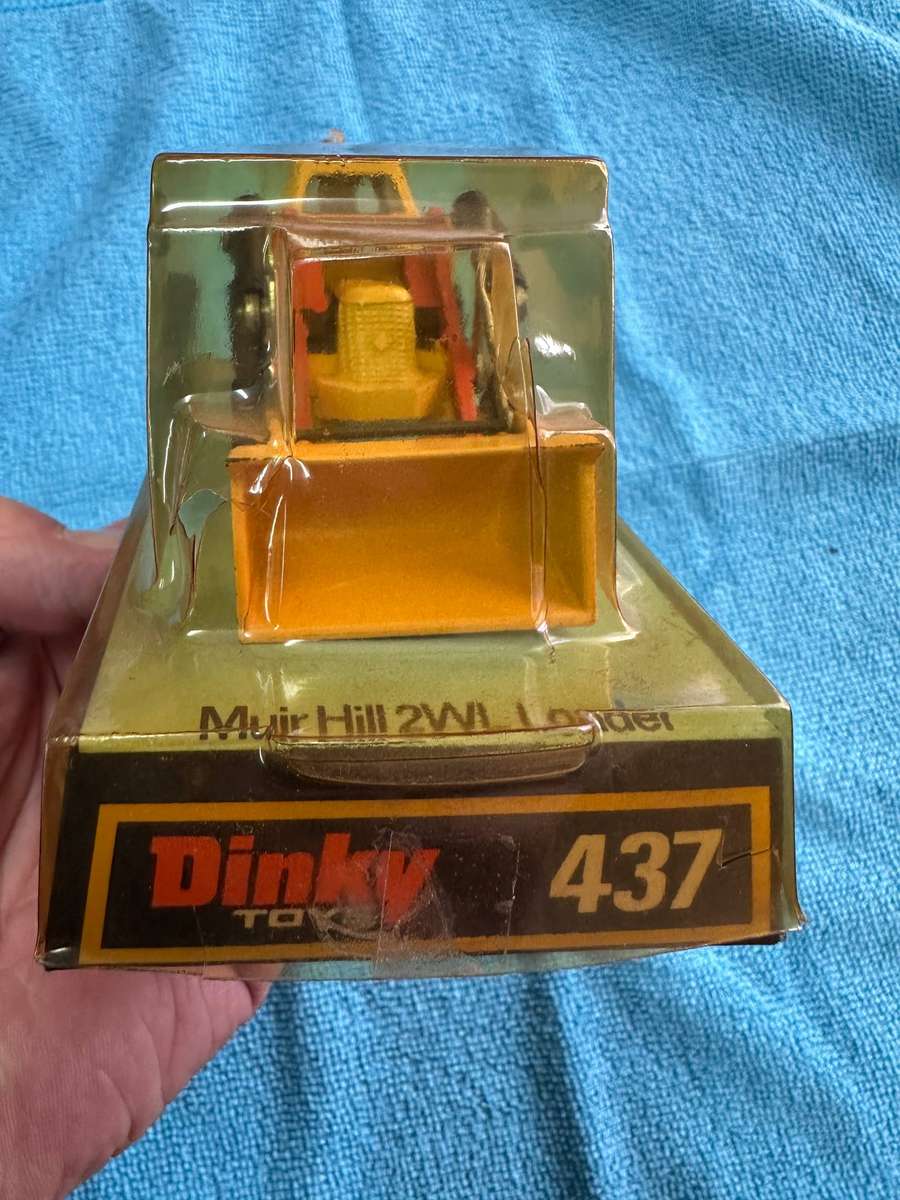 Muir Hill 2WL Loader
Dinky 437
TOYS